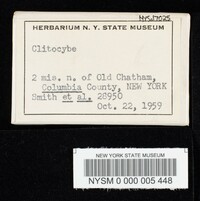 NYSf7025
HERBARIUM N. Y. STATE MUSEUM
Clitocybe
2 mis. n. of Old Chatham,
Columbia County, NEW YORK
Smith et al. 28950
Oct. 22, 1959
NEW YORK STATE MUSEUM
NYSM 0 000 005 448